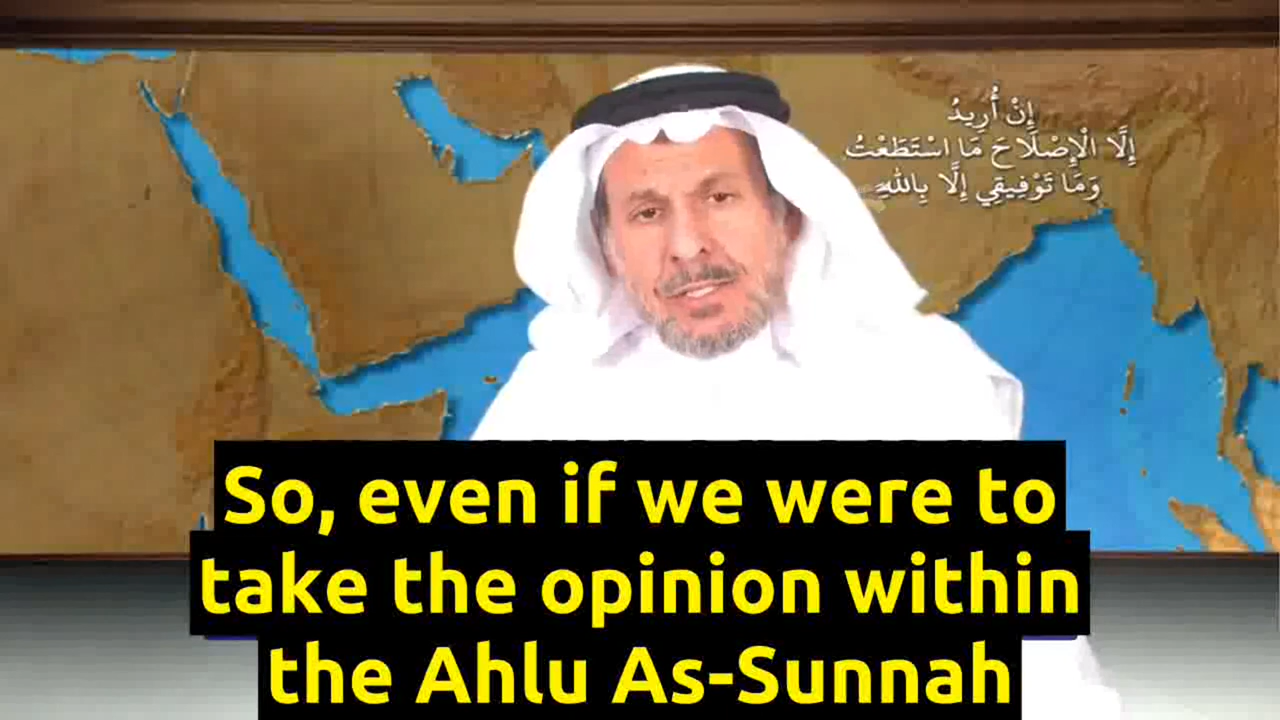 إِنْ أُرِيدُ
إِلَّا الْإِصْلَاحَ مَا اسْتَطَعْتُ
وَمَا تَوْفِيقِي إِلَّا بِاللَّهِ
So, even if we were to
take the opinion within
the Ahlu As-Sunnah